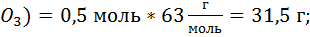 O₃) = 0,5 моль * 63 г/моль = 31,5 г;